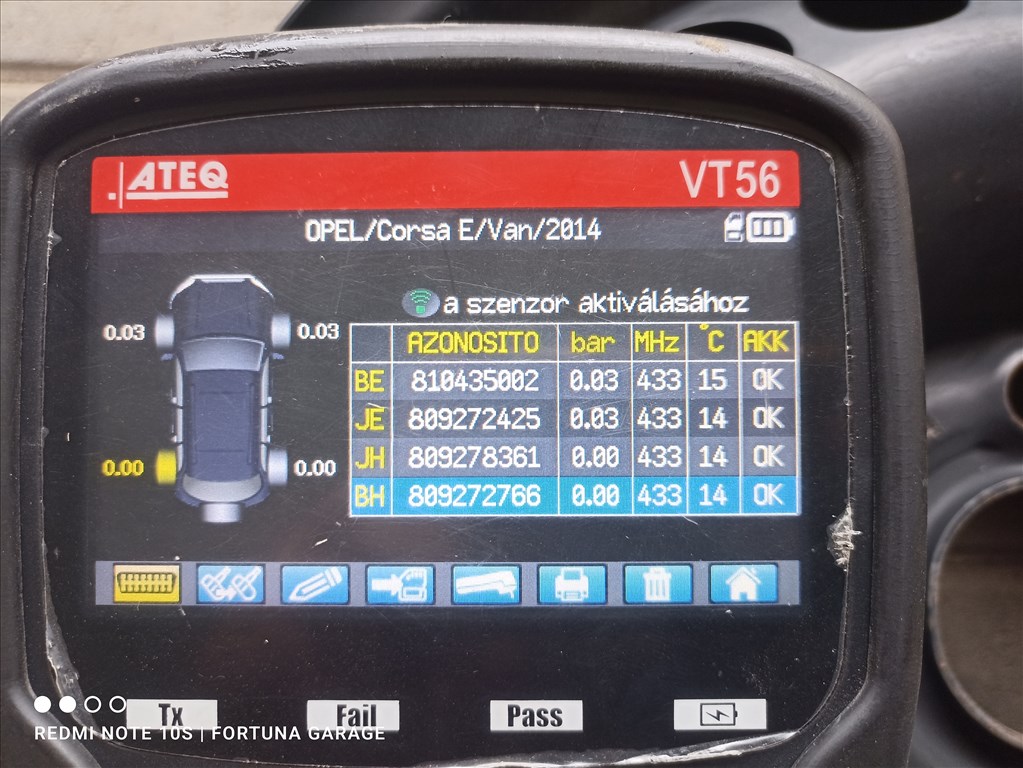 ATEQ VT56
OPEL/Corsa E/Van/2014
a szenzor aktiválásához
0.03 0.03
AZONOSITO bar MHz °C AKK
BE 810435002 0.03 433 15 OK
JE 809272425 0.03 433 14 OK
JH 809278361 0.00 433 14 OK
BH 809272766 0.00 433 14 OK
0.00 0.00
Tx Fail Pass
REDMI NOTE 10S | FORTUNA GARAGE